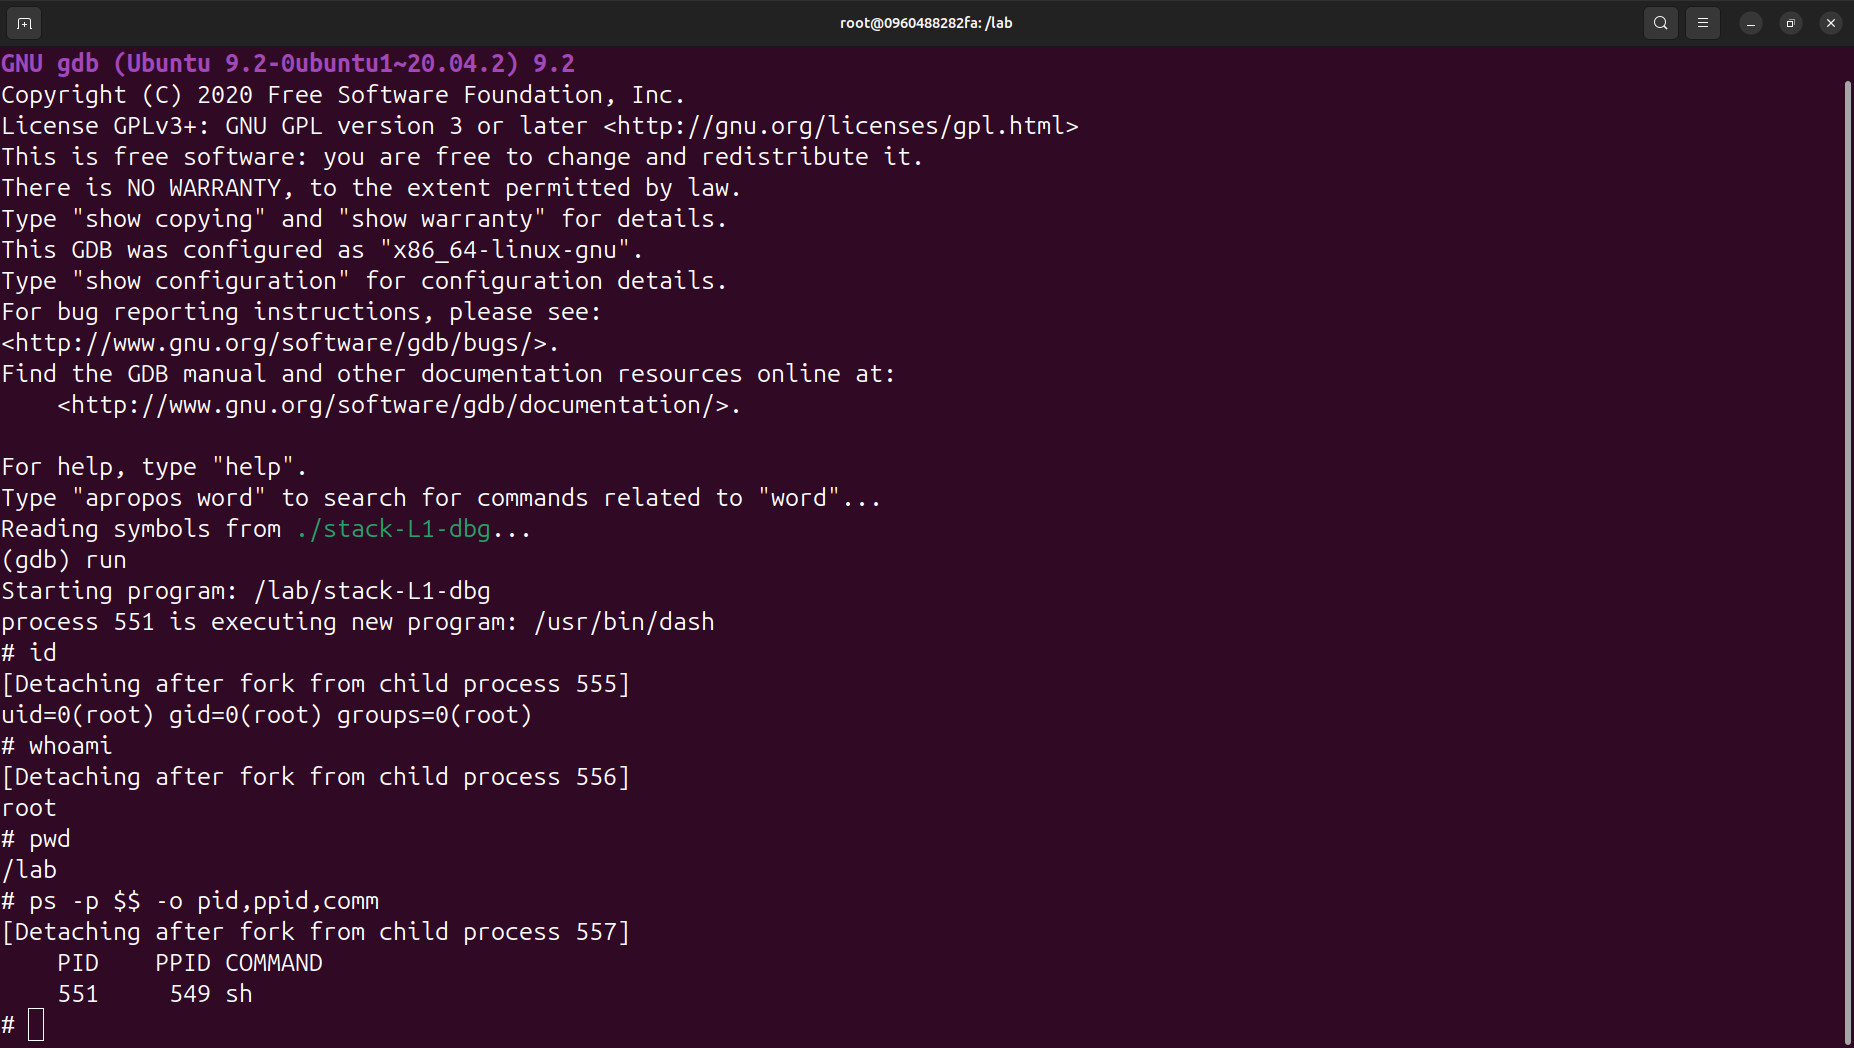 root@0960488282fa: /lab
GNU gdb (Ubuntu 9.2-0ubuntu1~20.04.2) 9.2
Copyright (C) 2020 Free Software Foundation, Inc.
License GPLv3+: GNU GPL version 3 or later <http://gnu.org/licenses/gpl.html>
This is free software: you are free to change and redistribute it.
There is NO WARRANTY, to the extent permitted by law.
Type "show copying" and "show warranty" for details.
This GDB was configured as "x86_64-linux-gnu".
Type "show configuration" for configuration details.
For bug reporting instructions, please see:
<http://www.gnu.org/software/gdb/bugs/>.
Find the GDB manual and other documentation resources online at:
    <http://www.gnu.org/software/gdb/documentation/>.

For help, type "help".
Type "apropos word" to search for commands related to "word"...
Reading symbols from ./stack-L1-dbg...
(gdb) run
Starting program: /lab/stack-L1-dbg
process 551 is executing new program: /usr/bin/dash
# id
[Detaching after fork from child process 555]
uid=0(root) gid=0(root) groups=0(root)
# whoami
[Detaching after fork from child process 556]
root
# pwd
/lab
# ps -p $$ -o pid,ppid,comm
[Detaching after fork from child process 557]
    PID    PPID COMMAND
    551     549 sh
#